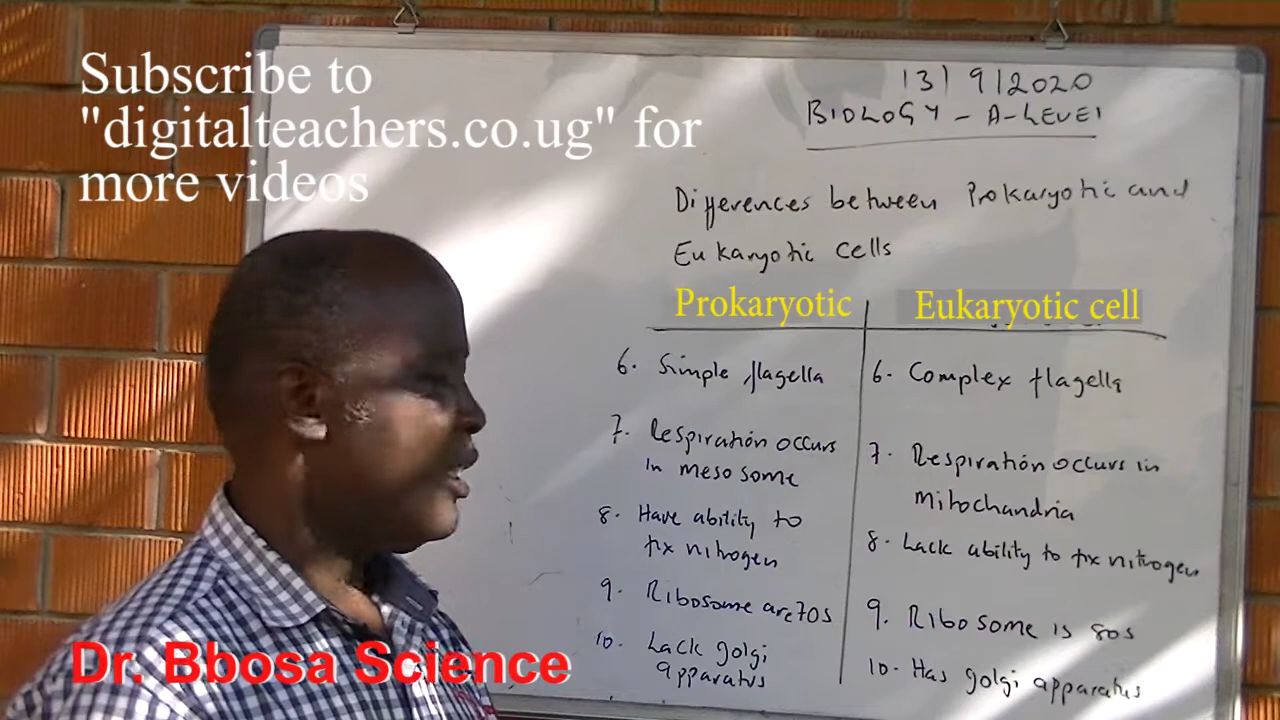 Subscribe to
"digitalteachers.co.ug" for
more videos
13/9/2020
BIOLOGY - A-LEVEL
Differences between Prokaryotic and
Eukaryotic cells
Prokaryotic
Eukaryotic cell
6. Simple flagella
6. Complex flagella
7. Respiration occurs
in mesosome
7. Respiration occurs in
mitochandria
8. Have ability to
fix nitrogen
8. Lack ability to fix nitrogen
9. Ribosome are 70s
9. Ribosome is 80s
10. Lack golgi
apparatus
10. Has golgi apparatus
Dr. Bbosa Science